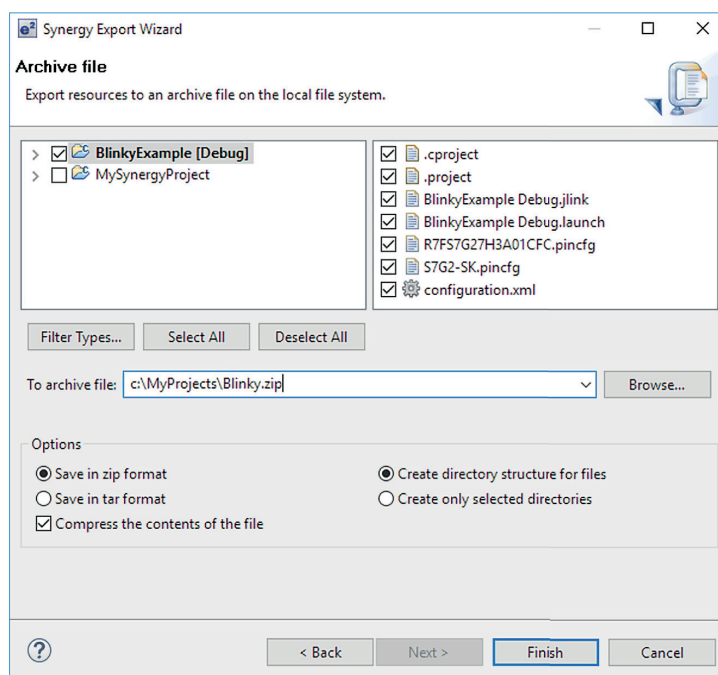 e² Synergy Export Wizard
Archive file
Export resources to an archive file on the local file system.
BlinkyExample [Debug]
MySynergyProject
.cproject
.project
BlinkyExample Debug.jlink
BlinkyExample Debug.launch
R7FS7G27H3A01CFC.pincfg
S7G2-SK.pincfg
configuration.xml
Filter Types... Select All Deselect All
To archive file: c:\MyProjects\Blinky.zip Browse...
Options
Save in zip format Create directory structure for files
Save in tar format Create only selected directories
Compress the contents of the file
? < Back Next > Finish Cancel